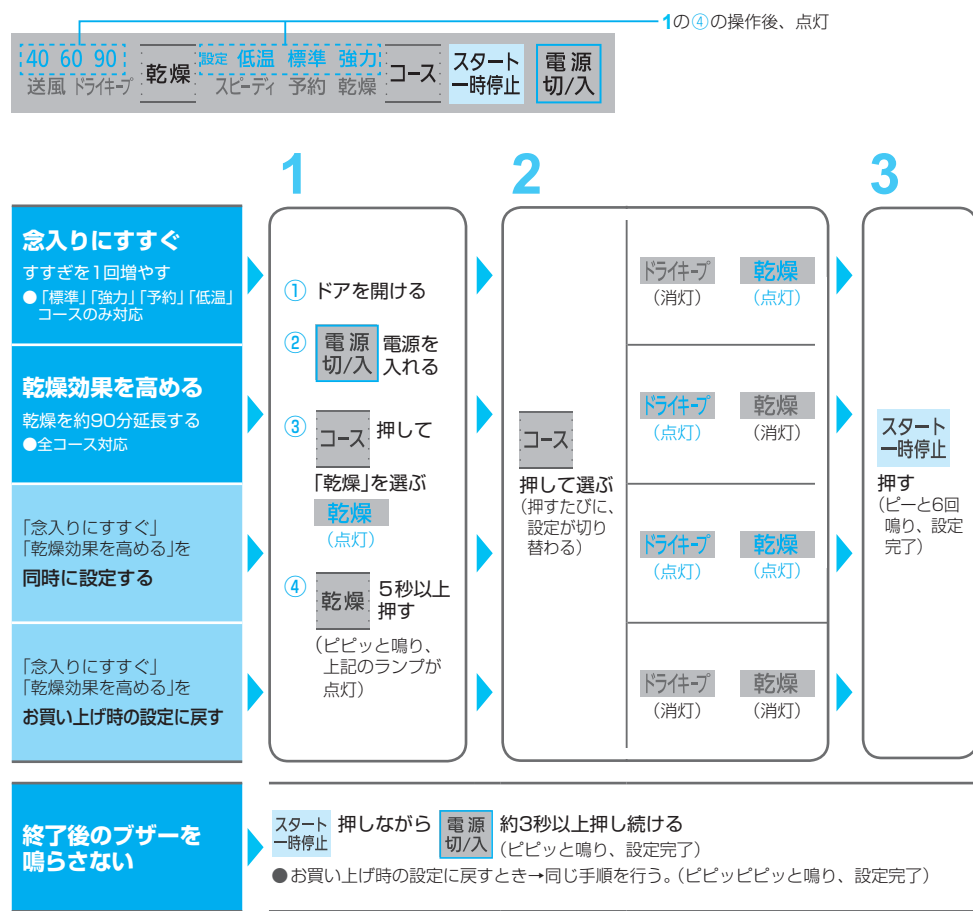 1の④の操作後、点灯
40 60 90 乾燥 設定 低温 標準 強力 コース スタート 電源
送風 ドライキープ スピーディ 予約 乾燥 一時停止 切/入
1 2 3
念入りにすすぐ
すすぎを1回増やす
●「標準」「強力」「予約」「低温」
コースのみ対応
乾燥効果を高める
乾燥を約90分延長する
●全コース対応
「念入りにすすぐ」
「乾燥効果を高める」を
同時に設定する
「念入りにすすぐ」
「乾燥効果を高める」を
お買い上げ時の設定に戻す
① ドアを開ける
② 電源 電源を
切/入 入れる
③ コース 押して
「乾燥」を選ぶ
乾燥
(点灯)
④ 乾燥 5秒以上
押す
(ピピッと鳴り、
上記のランプが
点灯)
コース
押して選ぶ
(押すたびに、
設定が切り
替わる)
ドライキープ 乾燥
(消灯) (点灯)
ドライキープ 乾燥
(点灯) (消灯)
ドライキープ 乾燥
(点灯) (点灯)
ドライキープ 乾燥
(消灯) (消灯)
スタート
一時停止
押す
(ピーと6回
鳴り、設定
完了)
終了後のブザーを
鳴らさない
スタート 押しながら 電源 約3秒以上押し続ける
一時停止 切/入 (ピピッと鳴り、設定完了)
●お買い上げ時の設定に戻すとき→同じ手順を行う。(ピピッピピッと鳴り、設定完了)